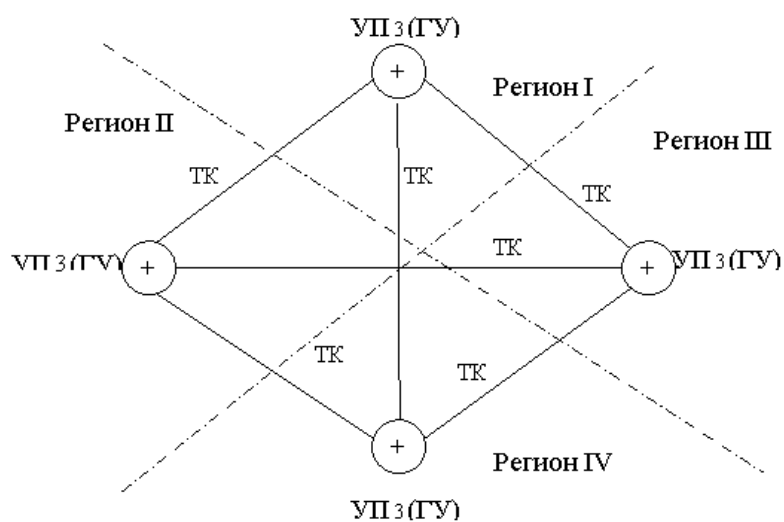 УП 3(ГУ)
Регион I
Регион II
Регион III
ТК
ТК
ТК
ТК
УП 3(ГУ)
УП 3(ГУ)
ТК
ТК
Регион IV
УП 3(ГУ)